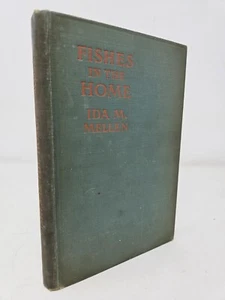 FISHES
IN THE
HOME
IDA M.
MELLEN